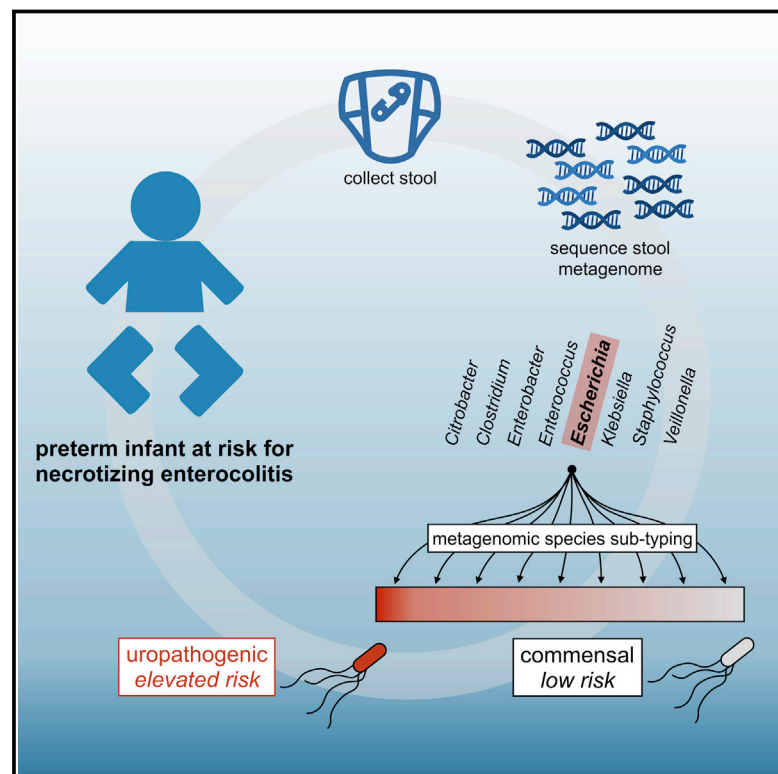 collect stool
sequence stool
metagenome
Citrobacter
Clostridium
Enterobacter
Enterococcus
Escherichia
Klebsiella
Staphylococcus
Veillonella
preterm infant at risk for
necrotizing enterocolitis
metagenomic species sub-typing
uropathogenic
elevated risk
commensal
low risk